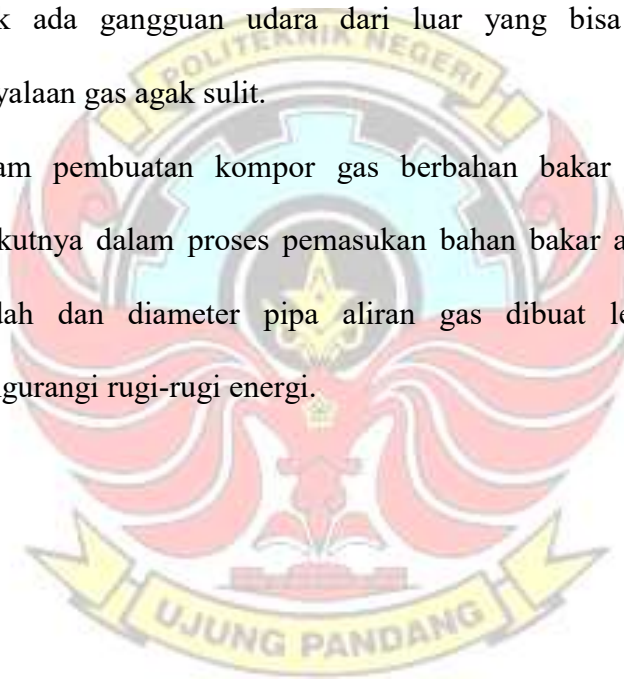 k ada gangguan udara dari luar yang bisa
POLITEKNIK NEGERI
yalaan gas agak sulit.
am pembuatan kompor gas berbahan bakar
kutnya dalam proses pemasukan bahan bakar a
dah dan diameter pipa aliran gas dibuat le
gurangi rugi-rugi energi.
UJUNG PANDANG